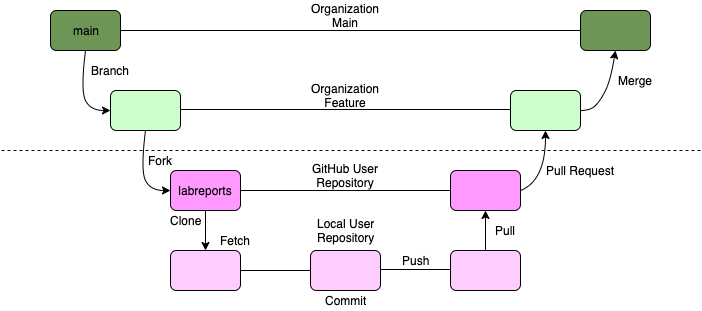 Organization
Main
main
Branch
Merge
Organization
Feature
Fork
GitHub User
Repository
Pull Request
labreports
Clone
Fetch
Local User
Repository
Pull
Push
Commit